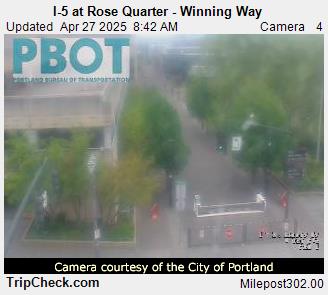 I-5 at Rose Quarter - Winning Way
Updated Apr 27 2025 8:42 AM Camera 4
PBOT
PORTLAND BUREAU OF TRANSPORTATION
Camera courtesy of the City of Portland
TripCheck.com Milepost302.00